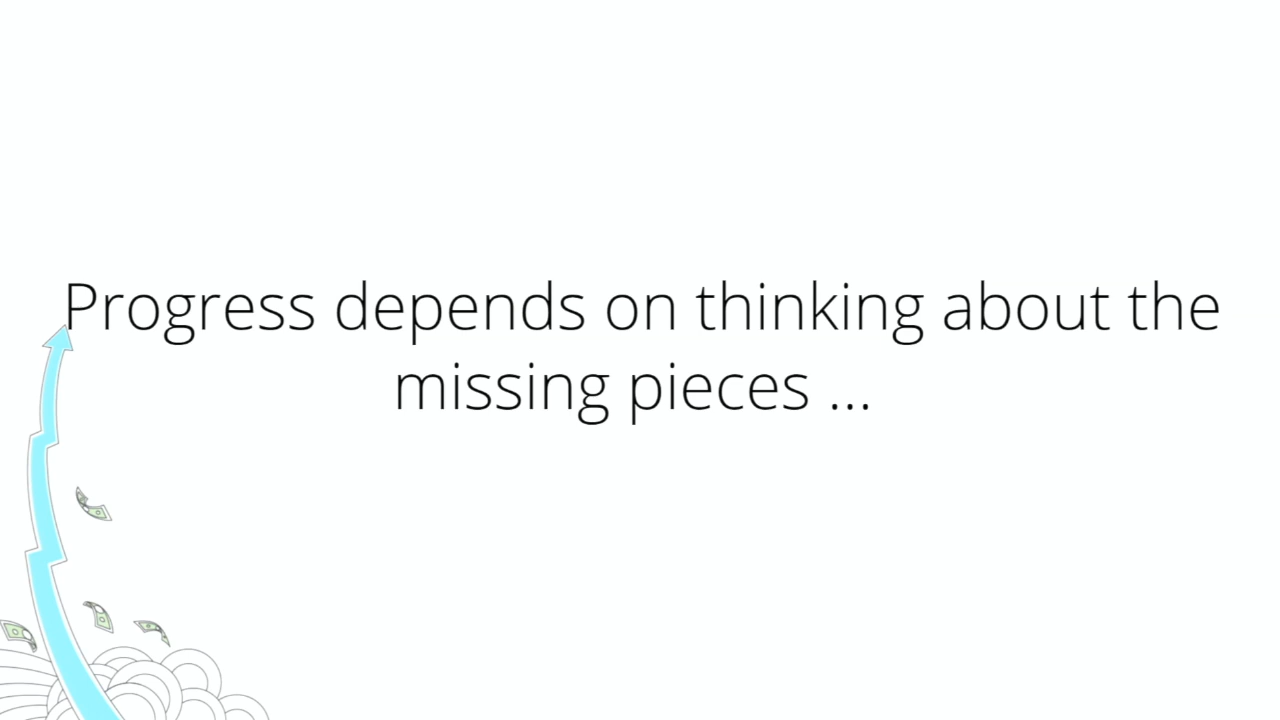 Progress depends on thinking about the
missing pieces ...